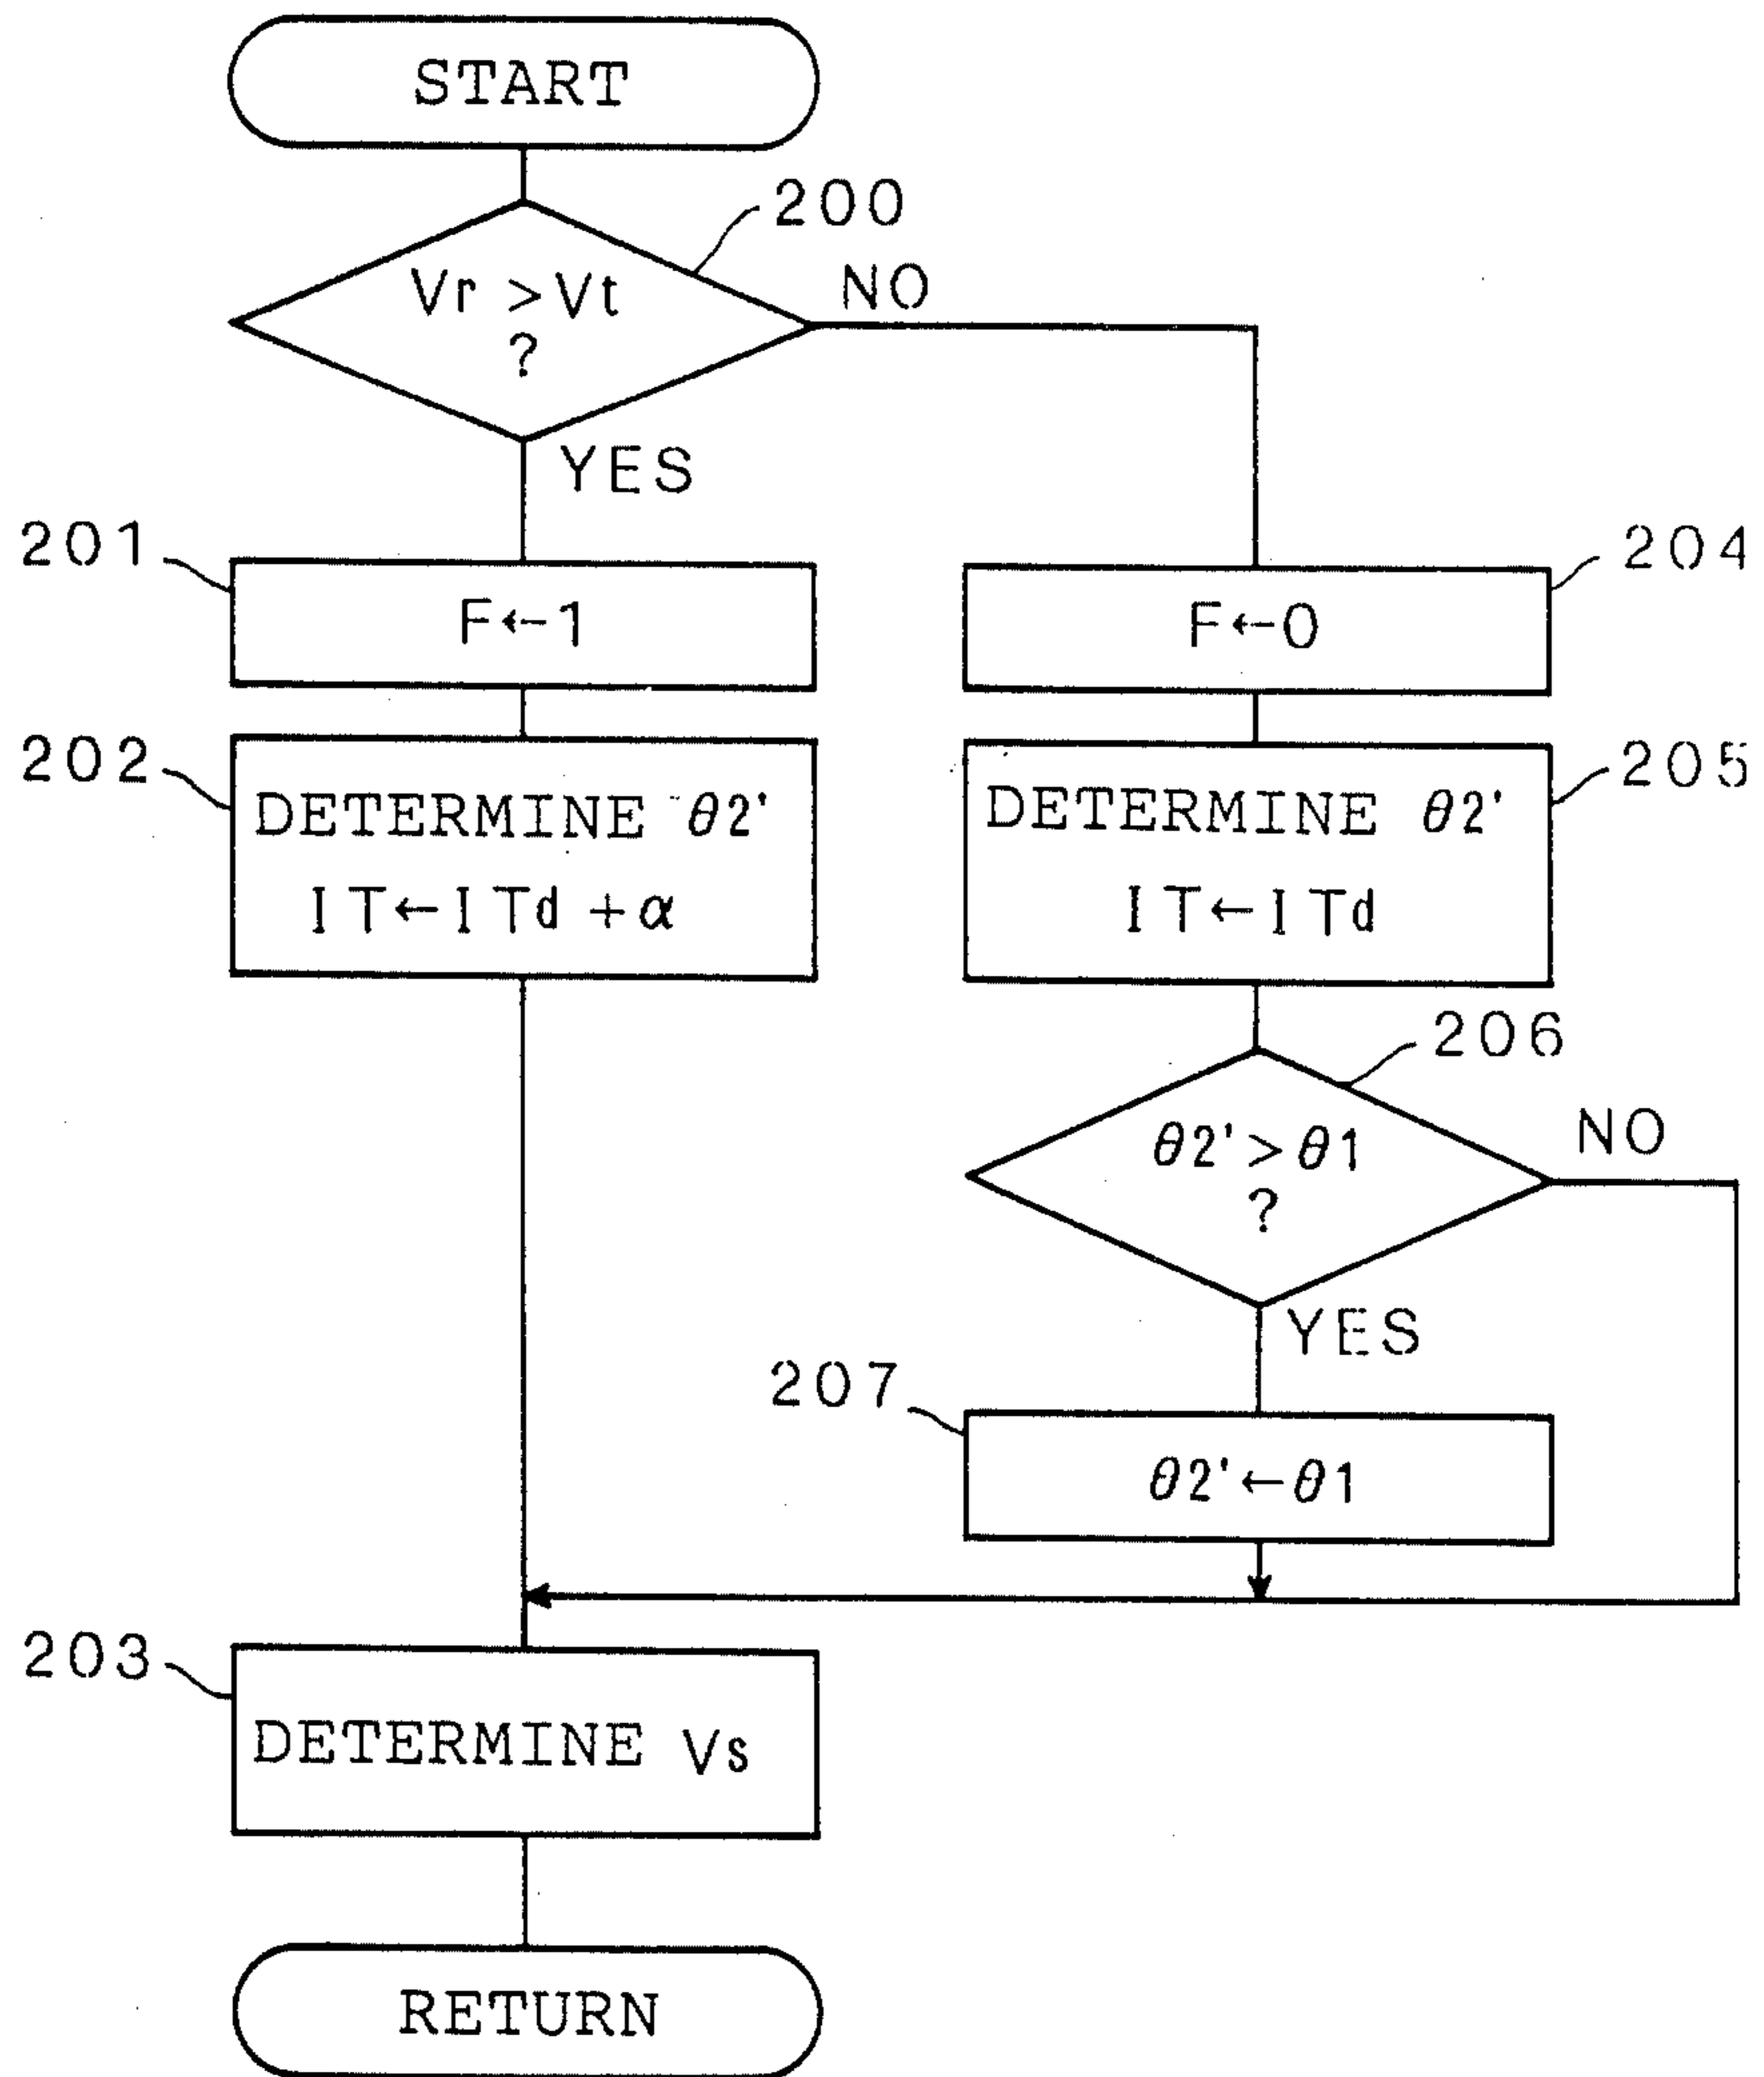 START
200
Vr > Vt
?
NO
YES
201
F←1
204
F←0
202
DETERMINE θ2'
IT←ITd+α
205
DETERMINE θ2'
IT←ITd
206
θ2'>θ1
?
NO
YES
207
θ2'←θ1
203
DETERMINE Vs
RETURN